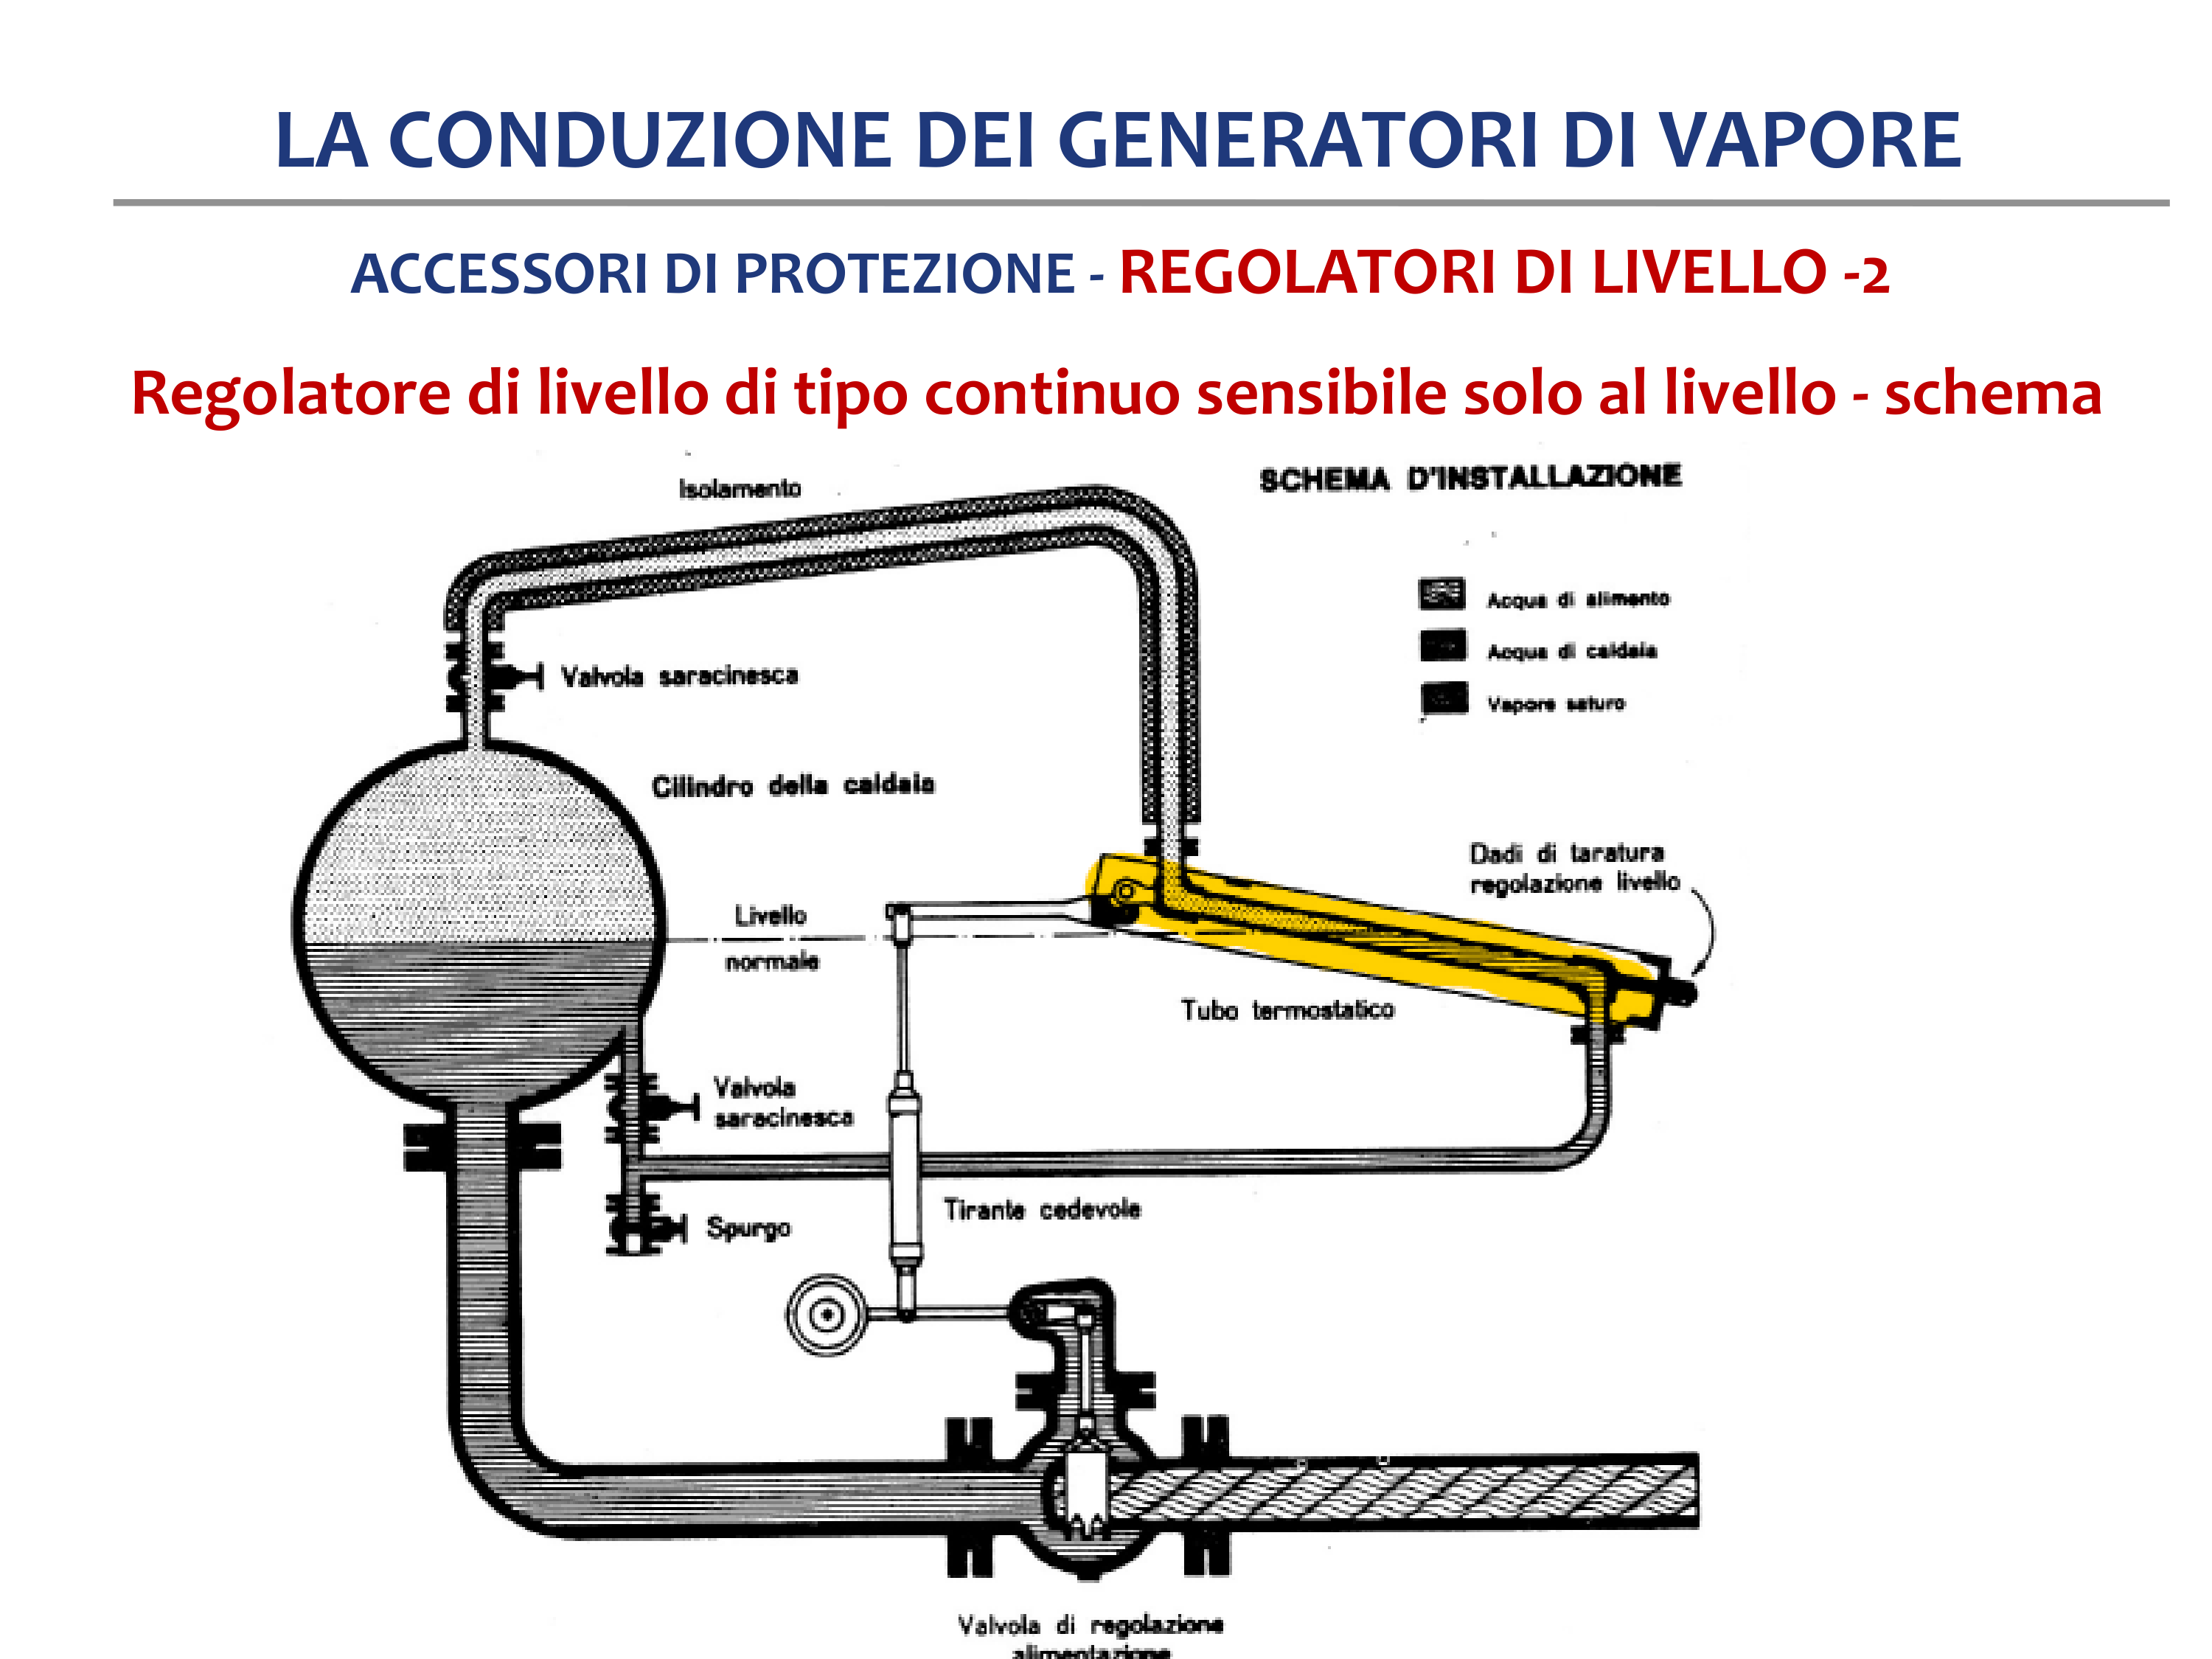 LA CONDUZIONE DEI GENERATORI DI VAPORE
ACCESSORI DI PROTEZIONE - REGOLATORI DI LIVELLO -2
Regolatore di livello di tipo continuo sensibile solo al livello - schema
Isolamento
SCHEMA D'INSTALLAZIONE
Acqua di alimento
Acqua di caldaia
Vapore saturo
Valvola saracinesca
Cilindro della caldaia
Dadi di taratura
regolazione livello
Livello
normale
Tubo termostatico
Valvola
saracinesca
Tirante cedevole
Spurgo
Valvola di regolazione
alimentazione